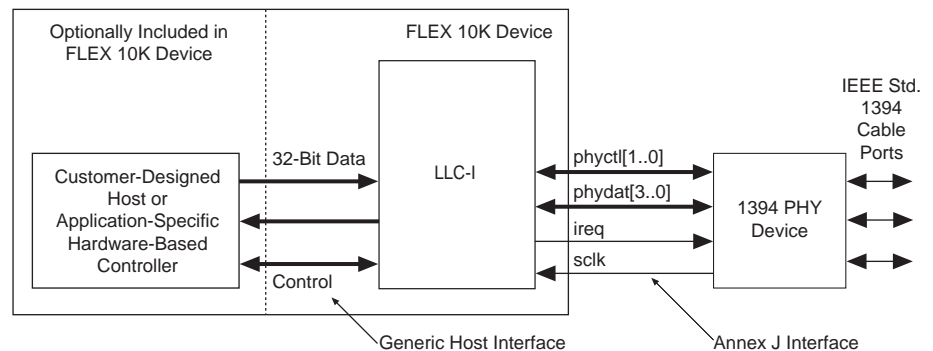 Optionally Included in
FLEX 10K Device
FLEX 10K Device
IEEE Std.
1394
Cable
Ports
32-Bit Data
LLC-I
phyctl[1..0]
Customer-Designed
Host or
Application-Specific
Hardware-Based
Controller
phydat[3..0]
1394 PHY
Device
ireq
sclk
Control
Generic Host Interface
Annex J Interface